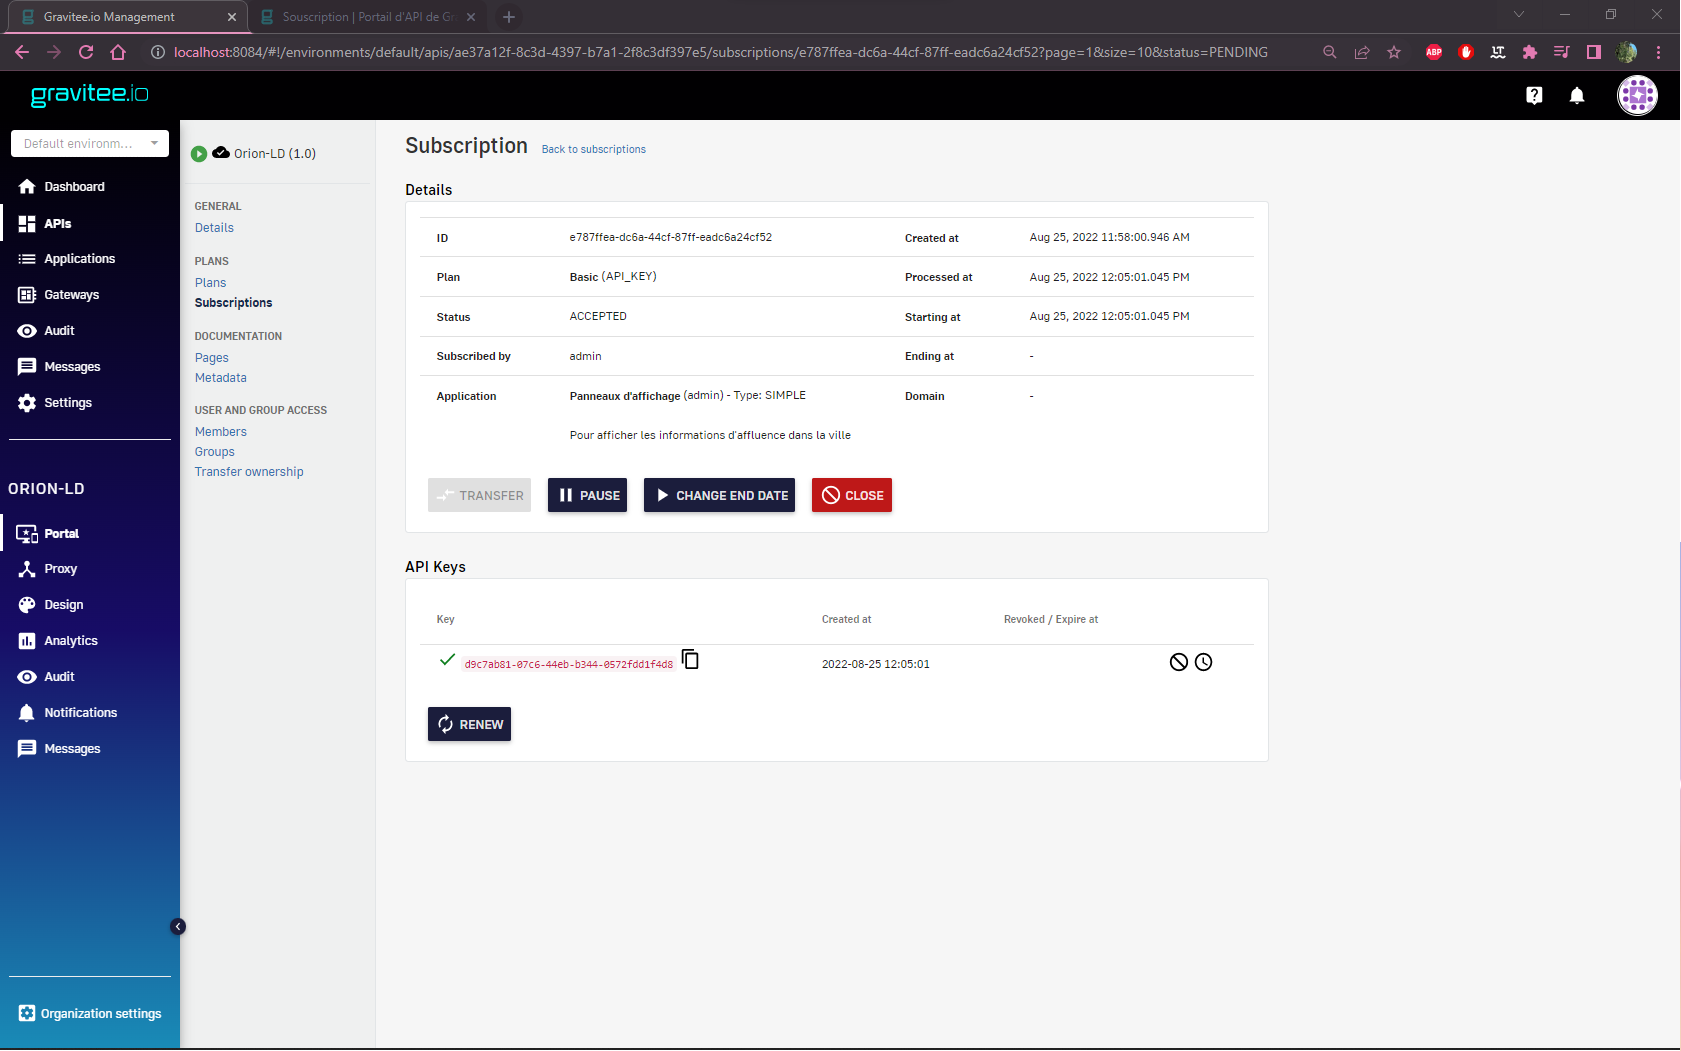 Gravitee.io Management
Souscription | Portail d'API de Gr
localhost:8084/#!/environments/default/apis/ae37a12f-8c3d-4397-b7a1-2f8c3df397e5/subscriptions/e787ffea-dc6a-44cf-87ff-eadc6a24cf52?page=1&size=10&status=PENDING
ABP
LT
gravitee.io
Default environm...
Dashboard
APIs
Applications
Gateways
Audit
Messages
Settings
ORION-LD
Portal
Proxy
Design
Analytics
Audit
Notifications
Messages
Organization settings
Orion-LD (1.0)
GENERAL
Details
PLANS
Plans
Subscriptions
DOCUMENTATION
Pages
Metadata
USER AND GROUP ACCESS
Members
Groups
Transfer ownership
Subscription Back to subscriptions
Details
ID e787ffea-dc6a-44cf-87ff-eadc6a24cf52 Created at Aug 25, 2022 11:58:00.946 AM
Plan Basic (API_KEY) Processed at Aug 25, 2022 12:05:01.045 PM
Status ACCEPTED Starting at Aug 25, 2022 12:05:01.045 PM
Subscribed by admin Ending at -
Application Panneaux d'affichage (admin) - Type: SIMPLE Domain -
Pour afficher les informations d'affluence dans la ville
TRANSFER PAUSE CHANGE END DATE CLOSE
API Keys
Key Created at Revoked / Expire at
d9c7ab81-07c6-44eb-b344-0572fdd1f4d8 2022-08-25 12:05:01
RENEW